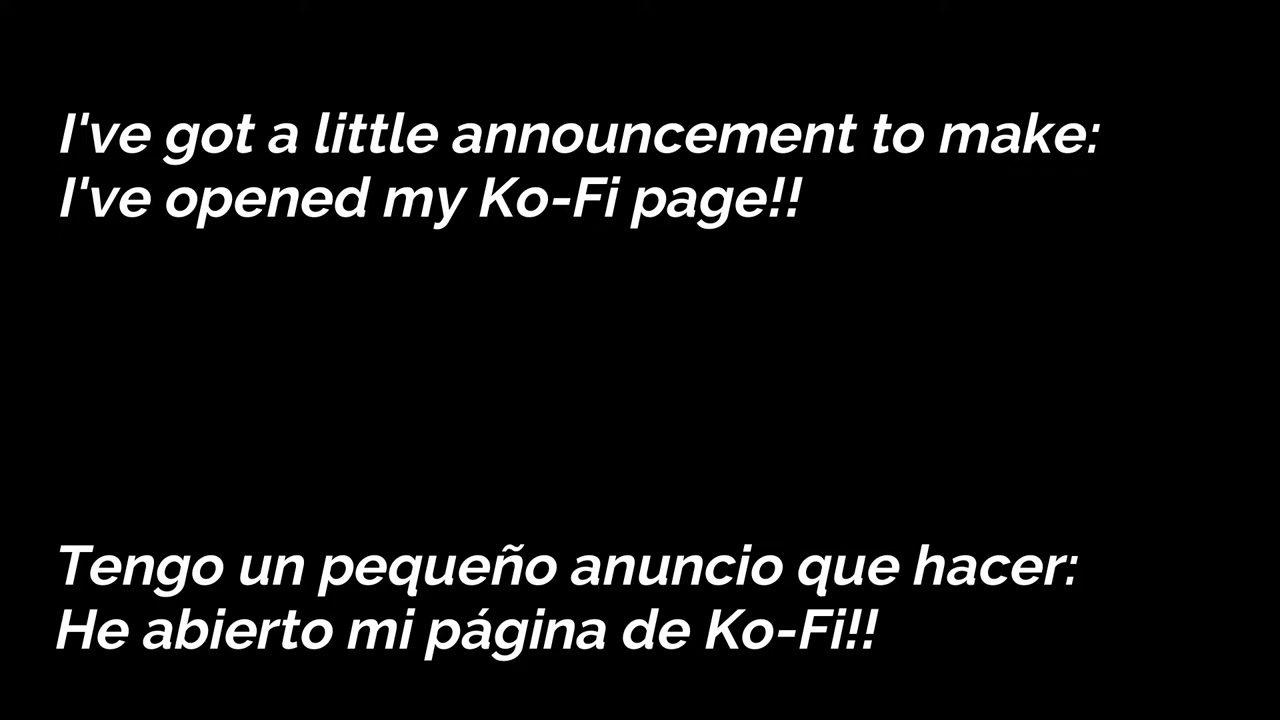 I've got a little announcement to make:
I've opened my Ko-Fi page!!
Tengo un pequeño anuncio que hacer:
He abierto mi página de Ko-Fi!!